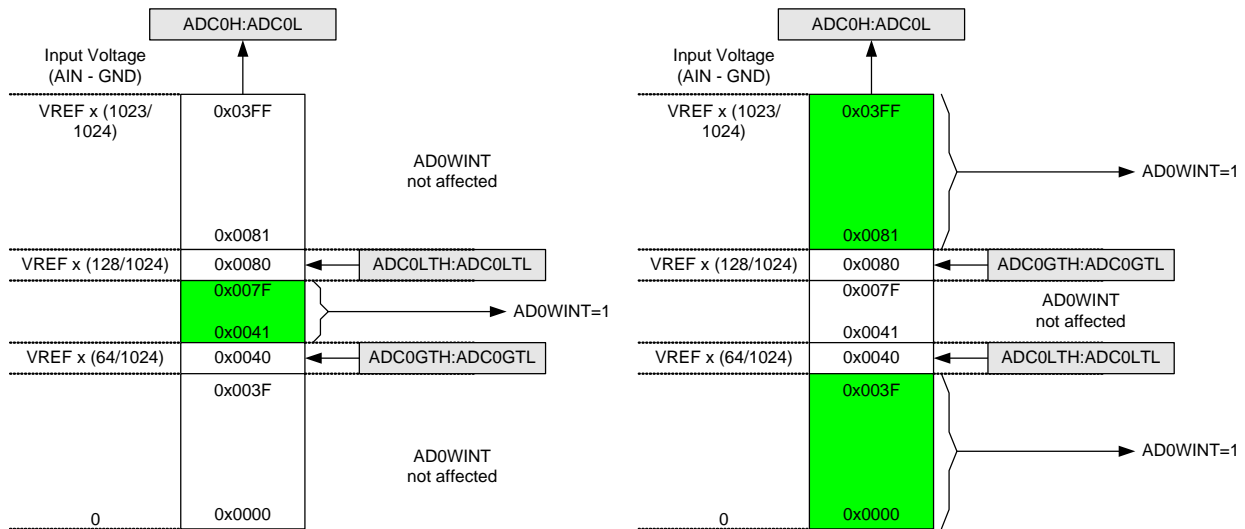 ADC0H:ADC0L
Input Voltage
(AIN - GND)
VREF x (1023/
1024)
0x03FF
AD0WINT
not affected
0x0081
VREF x (128/1024)
0x0080
ADC0LTH:ADC0LTL
0x007F
AD0WINT=1
0x0041
VREF x (64/1024)
0x0040
ADC0GTH:ADC0GTL
0x003F
AD0WINT
not affected
0
0x0000
ADC0H:ADC0L
Input Voltage
(AIN - GND)
VREF x (1023/
1024)
0x03FF
AD0WINT=1
0x0081
VREF x (128/1024)
0x0080
ADC0GTH:ADC0GTL
0x007F
AD0WINT
not affected
0x0041
VREF x (64/1024)
0x0040
ADC0LTH:ADC0LTL
0x003F
AD0WINT=1
0
0x0000